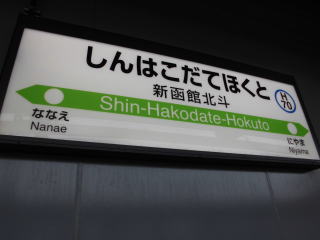 しんはこだてほくと
新函館北斗
H
70
Shin-Hakodate-Hokuto
ななえ
Nanae
にやま
Niyama